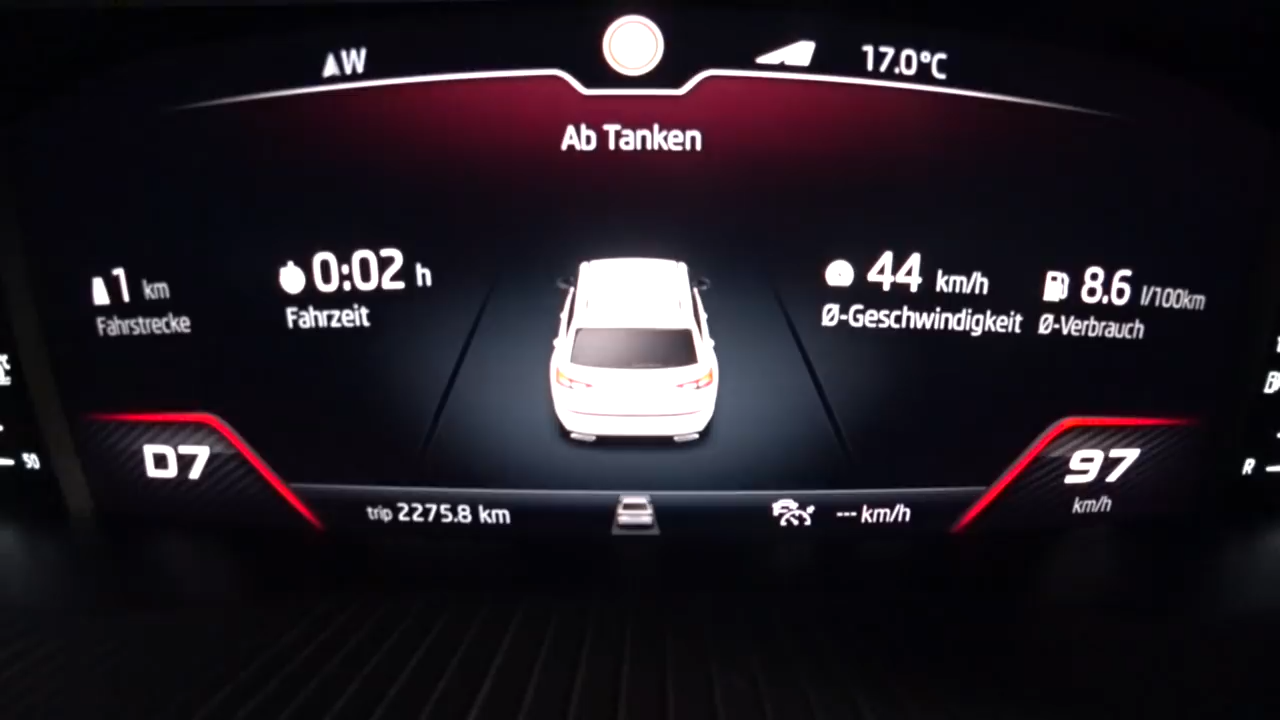 W
17.0°C
Ab Tanken
1 km
Fahrstrecke
0:02 h
Fahrzeit
44 km/h
Ø-Geschwindigkeit
8.6 l/100km
Ø-Verbrauch
50
D7
97
km/h
R
trip 2275.8 km
--- km/h